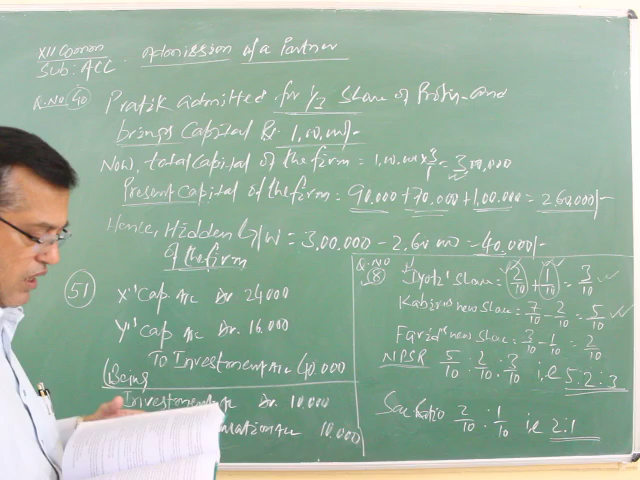 XII Comm
Sub: ACC. Admission of a Partner
Q.No. 40 Pratik admitted for 1/3 share of Profit and
brings Capital Rs. 1,00,000/-
Now, total capital of the firm = 1,00,000 × 3/1 = 3,00,000
Present Capital of the firm = 90.000 + 70.000 + 1,00.000 = 2,60,000/-
Hence, Hidden G/W = 3,00.000 - 2,60,000 = 40.000/-
of the firm
51 X's Cap A/c Dr. 24000
Y's Cap A/c Dr. 16.000
To Investment A/c 40.000
(Being
Investment A/c Dr. 10.000
A/c 10.000
Q.NO 8 Jyoti's Share = 2/10 + 1/10 = 3/10
Kabir's new Share = 7/10 - 2/10 = 5/10
Farid's new Share = 3/10 - 1/10 = 2/10
NPSR 5/10 : 2/10 : 3/10 i.e 5:2:3
Sac Ratio 2/10 : 1/10 i.e 2:1